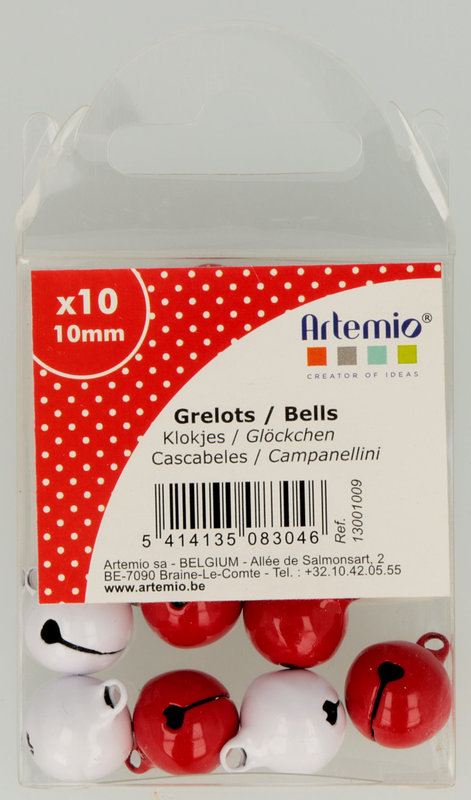 x10
10mm
Artemio®
CREATOR OF IDEAS
Grelots / Bells
Klokjes / Glöckchen
Cascabeles / Campanellini
5 414135 083046
Ref.
13001009
Artemio sa - BELGIUM - Allée de Salmonsart, 2
BE-7090 Braine-Le-Comte - Tel. : +32.10.42.05.55
www.artemio.be